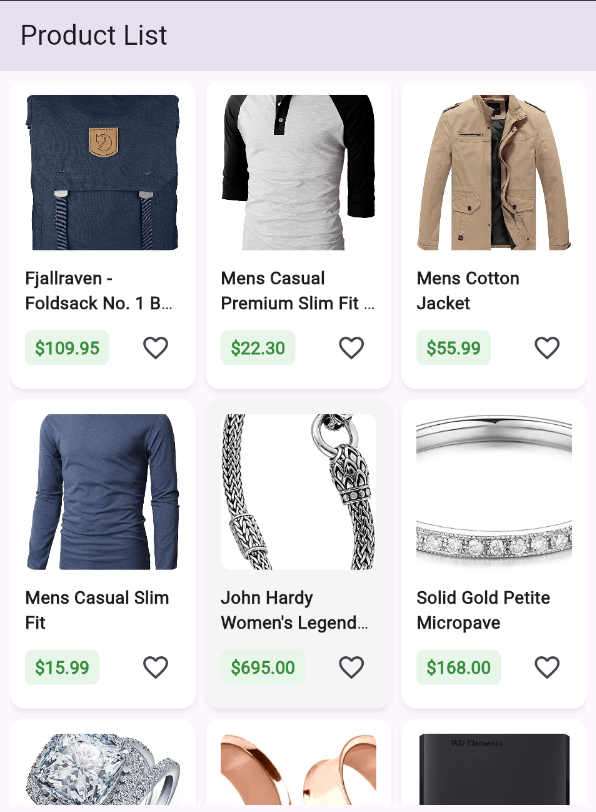 Product List
Fjallraven -
Foldsack No. 1 B...
Mens Casual
Premium Slim Fit ...
Mens Cotton
Jacket
$109.95
$22.30
$55.99
Mens Casual Slim
Fit
John Hardy
Women's Legend...
Solid Gold Petite
Micropave
$15.99
$695.00
$168.00
WD Elements